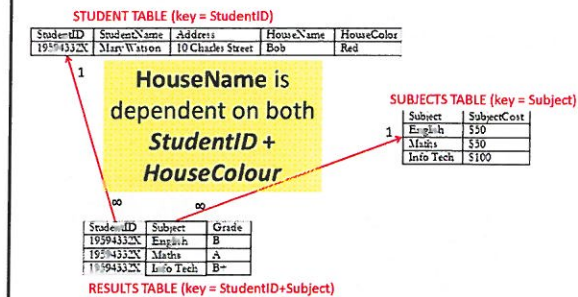 STUDENT TABLE (key = StudentID)
StudentID StudentName Address HouseName HouseColor
19594332X Mary Watson 10 Charles Street Bob Red
1
HouseName is
dependent on both
StudentID +
HouseColour
SUBJECTS TABLE (key = Subject)
Subject SubjectCost
English $50
Maths $50
Info Tech $100
1
∞ ∞
StudentID Subject Grade
19594332X English B
19594332X Maths A
19594332X Info Tech B+
RESULTS TABLE (key = StudentID+Subject)